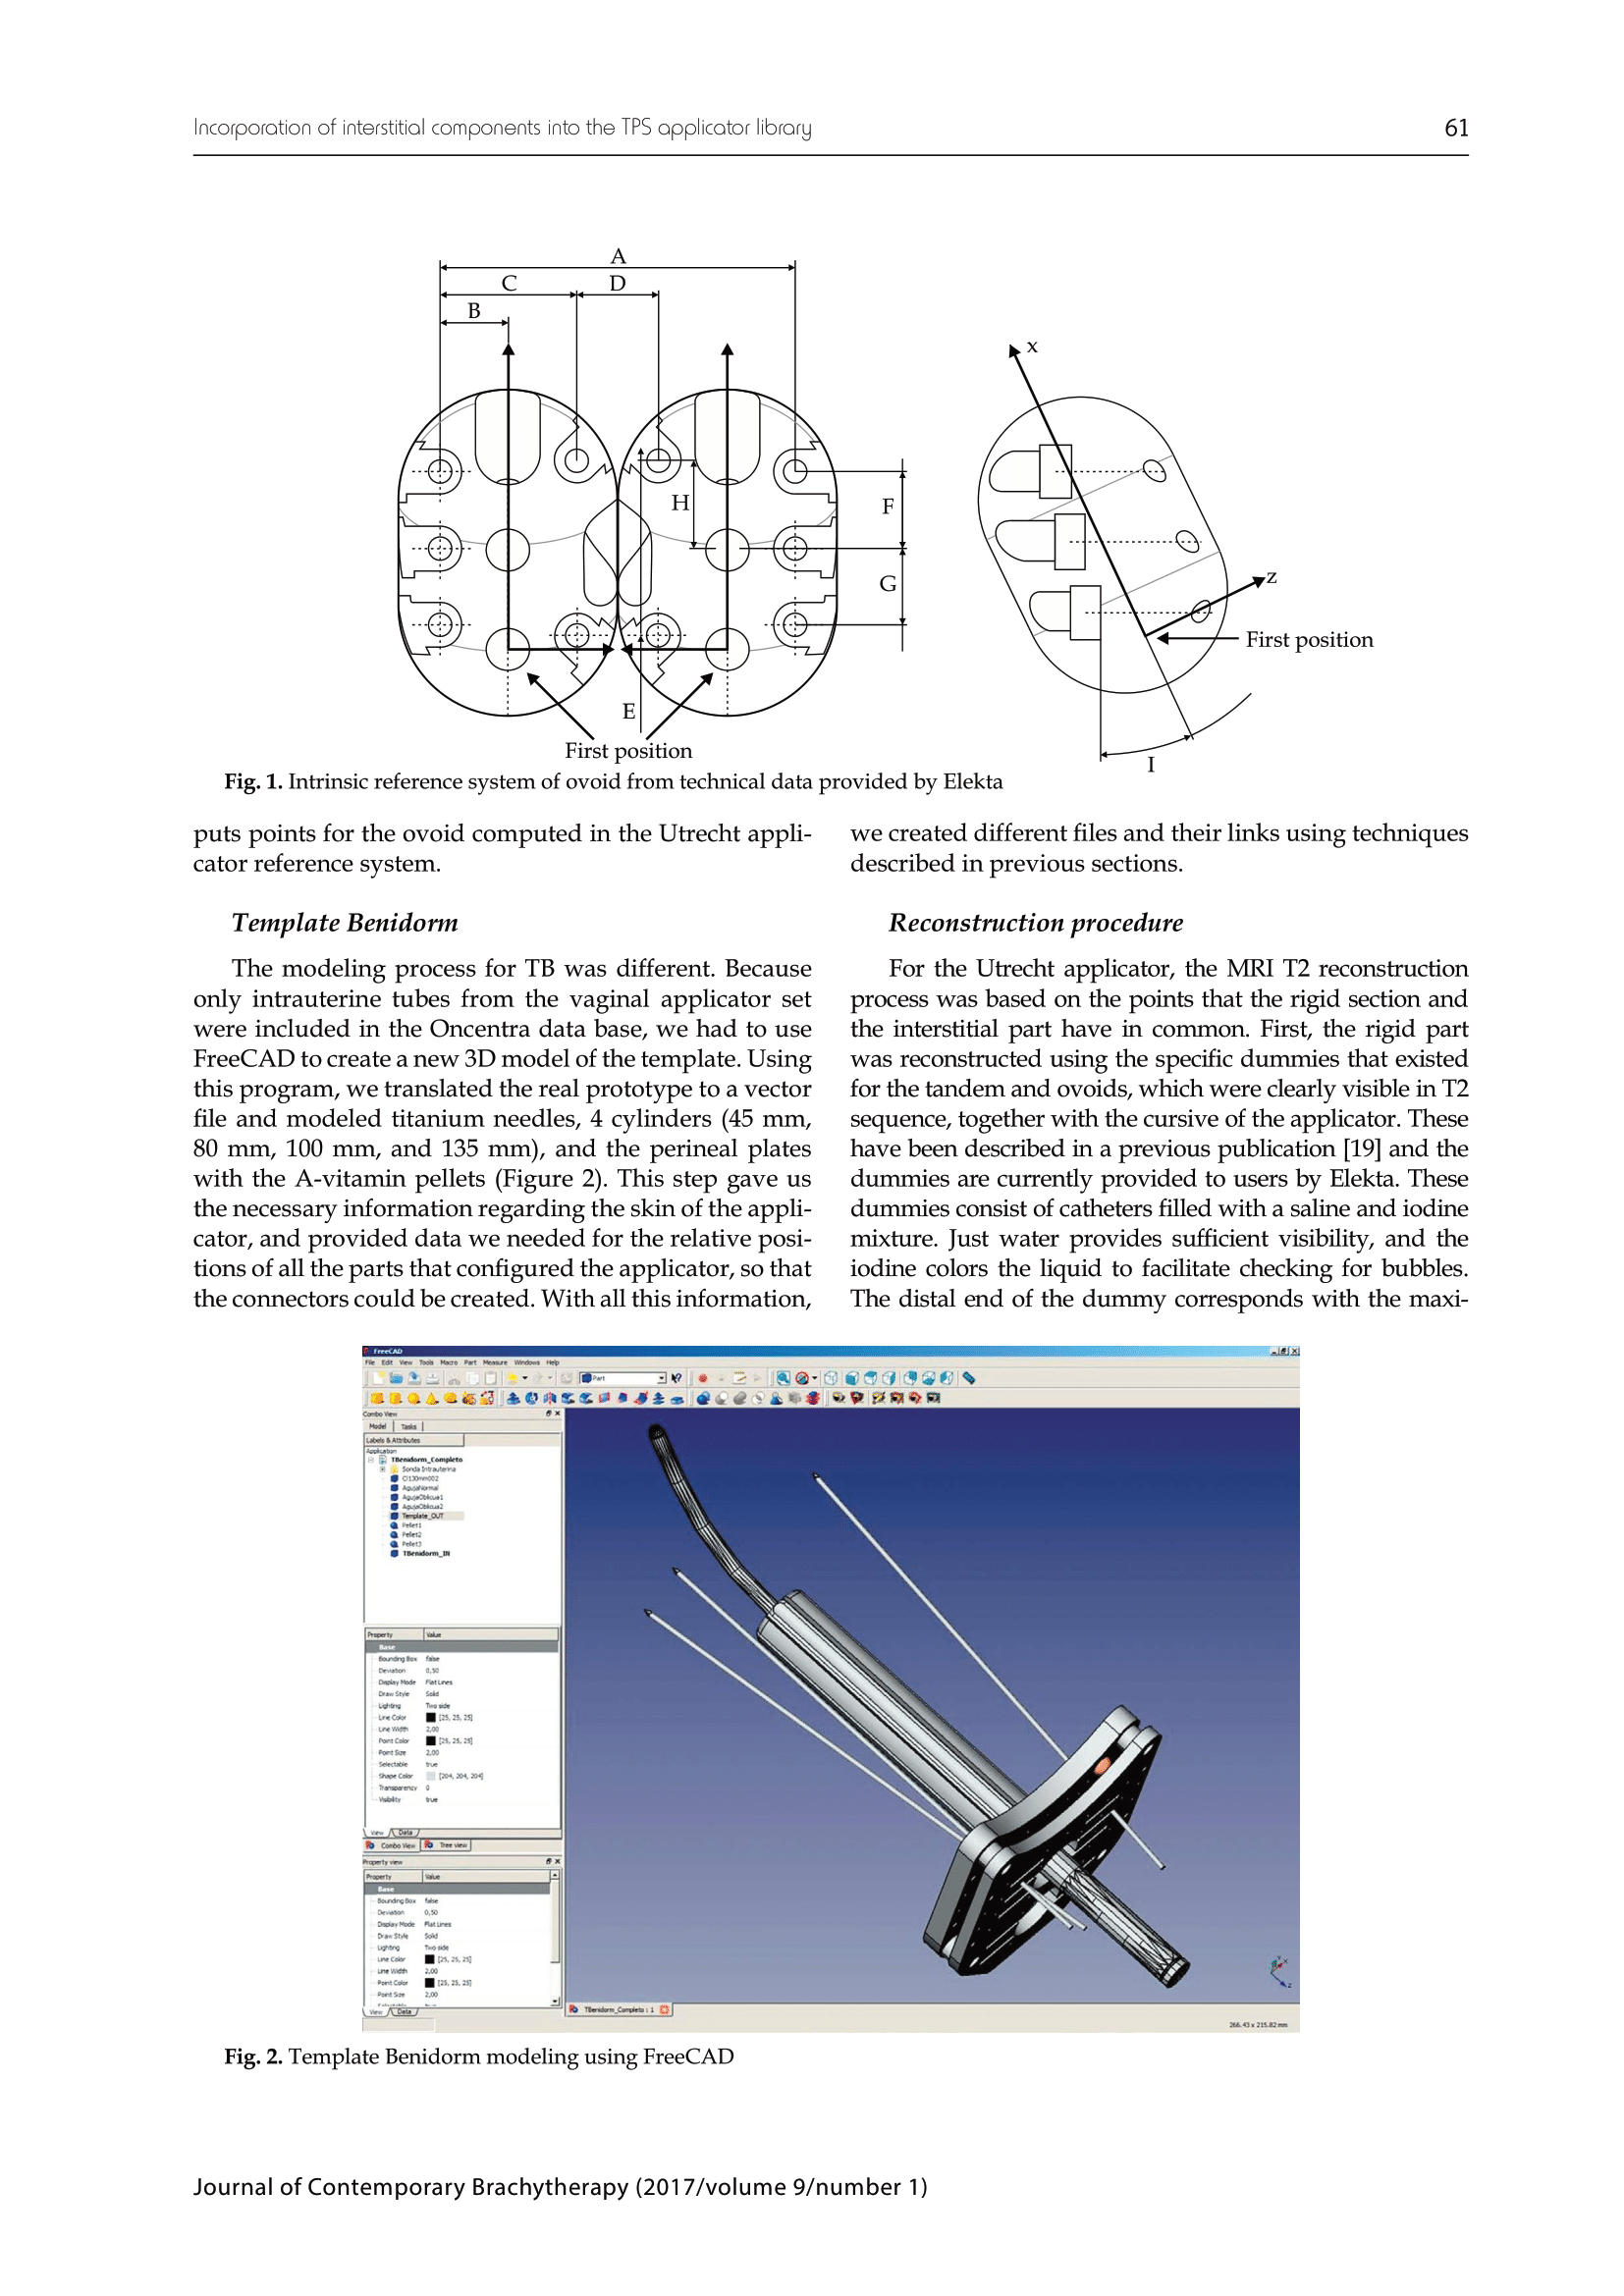 Incorporation of interstitial components into the TPS applicator library
61
A
C
D
B
H
F
G
E
First position
x
z
First position
I
Fig. 1. Intrinsic reference system of ovoid from technical data provided by Elekta
puts points for the ovoid computed in the Utrecht appli-
cator reference system.
Template Benidorm
The modeling process for TB was different. Because
only intrauterine tubes from the vaginal applicator set
were included in the Oncentra data base, we had to use
FreeCAD to create a new 3D model of the template. Using
this program, we translated the real prototype to a vector
file and modeled titanium needles, 4 cylinders (45 mm,
80 mm, 100 mm, and 135 mm), and the perineal plates
with the A-vitamin pellets (Figure 2). This step gave us
the necessary information regarding the skin of the appli-
cator, and provided data we needed for the relative posi-
tions of all the parts that configured the applicator, so that
the connectors could be created. With all this information,
we created different files and their links using techniques
described in previous sections.
Reconstruction procedure
For the Utrecht applicator, the MRI T2 reconstruction
process was based on the points that the rigid section and
the interstitial part have in common. First, the rigid part
was reconstructed using the specific dummies that existed
for the tandem and ovoids, which were clearly visible in T2
sequence, together with the cursive of the applicator. These
have been described in a previous publication [19] and the
dummies are currently provided to users by Elekta. These
dummies consist of catheters filled with a saline and iodine
mixture. Just water provides sufficient visibility, and the
iodine colors the liquid to facilitate checking for bubbles.
The distal end of the dummy corresponds with the maxi-
FreeCAD
File Edit View Tools Macro Part Measure Windows Help
Part
Combo View
Model Tasks
Labels & Attributes
Application
TBenidorm_Completo
Sonda Intrauterina
Cl130mm002
AgujaNormal
AgujaOblicua1
AgujaOblicua2
Template_OUT
Pellet1
Pellet2
Pellet3
TBenidorm_IN
Property Value
Base
Bounding Box false
Deviation 0,50
Display Mode Flat Lines
Draw Style Solid
Lighting Two side
Line Color [25, 25, 25]
Line Width 2,00
Point Color [25, 25, 25]
Point Size 2,00
Selectable true
Shape Color [204, 204, 204]
Transparency 0
Visibility true
View Data
Combo View Tree view
Property view
Property Value
Base
Bounding Box false
Deviation 0,50
Display Mode Flat Lines
Draw Style Solid
Lighting Two side
Line Color [25, 25, 25]
Line Width 2,00
Point Color [25, 25, 25]
Point Size 2,00
View Data
TBenidorm_Completo : 1
266.43 x 215.82 mm
Fig. 2. Template Benidorm modeling using FreeCAD
Journal of Contemporary Brachytherapy (2017/volume 9/number 1)